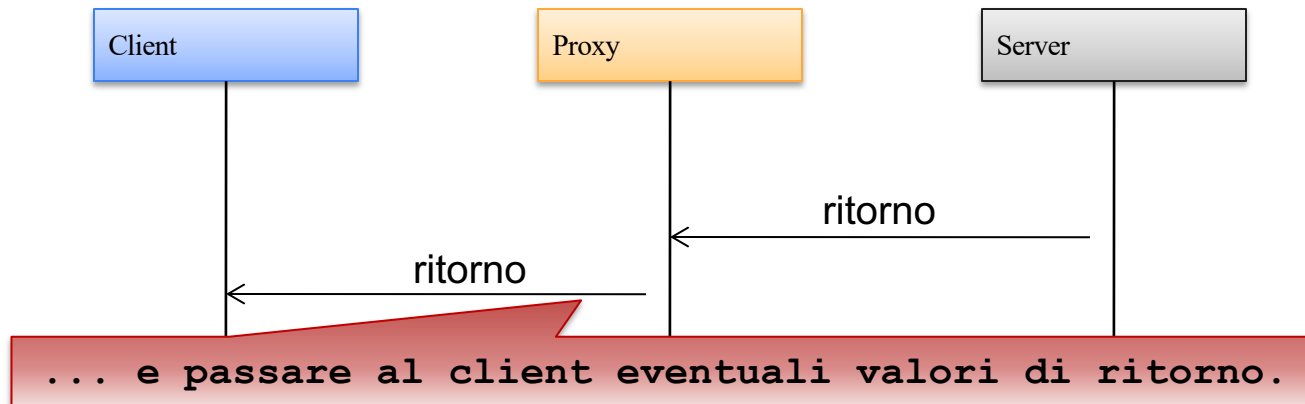 Client
Proxy
Server
ritorno
ritorno
... e passare al client eventuali valori di ritorno.